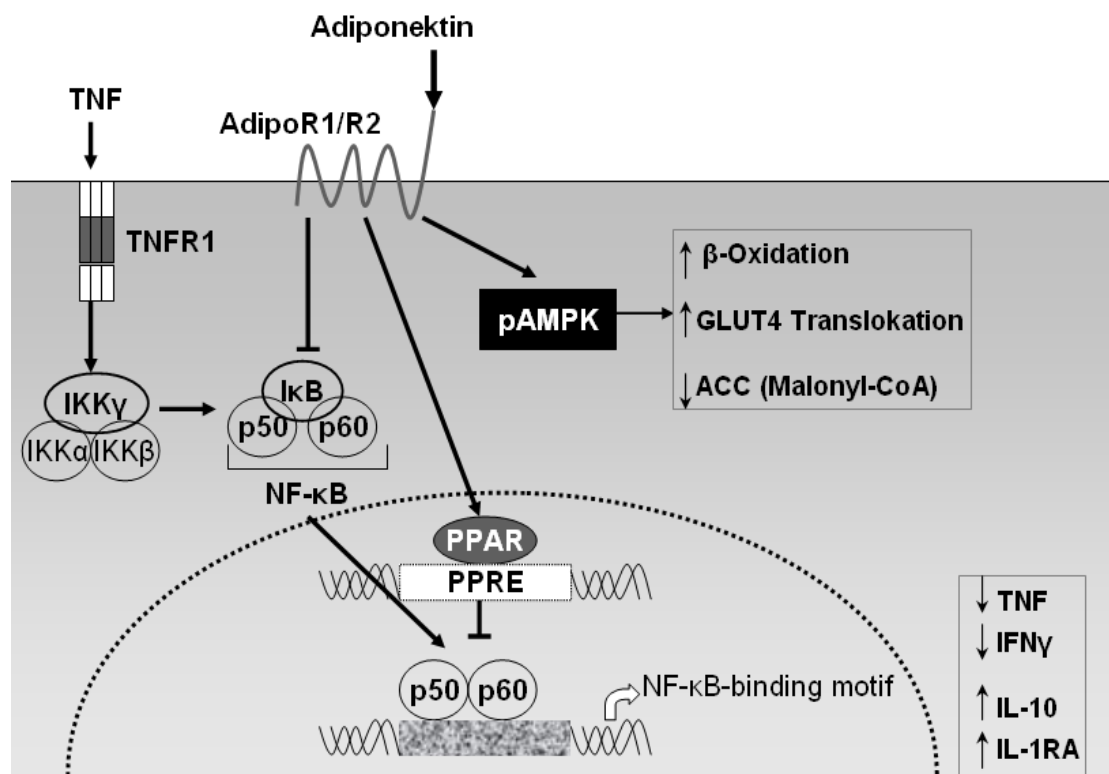 Adiponektin
TNF
AdipoR1/R2
TNFR1
↑ β-Oxidation
↑ GLUT4 Translokation
↓ ACC (Malonyl-CoA)
pAMPK
IKKγ
IKKα IKKβ
IκB
p50 p60
NF-κB
PPAR
PPRE
p50 p60
NF-κB-binding motif
↓ TNF
↓ IFNγ
↑ IL-10
↑ IL-1RA